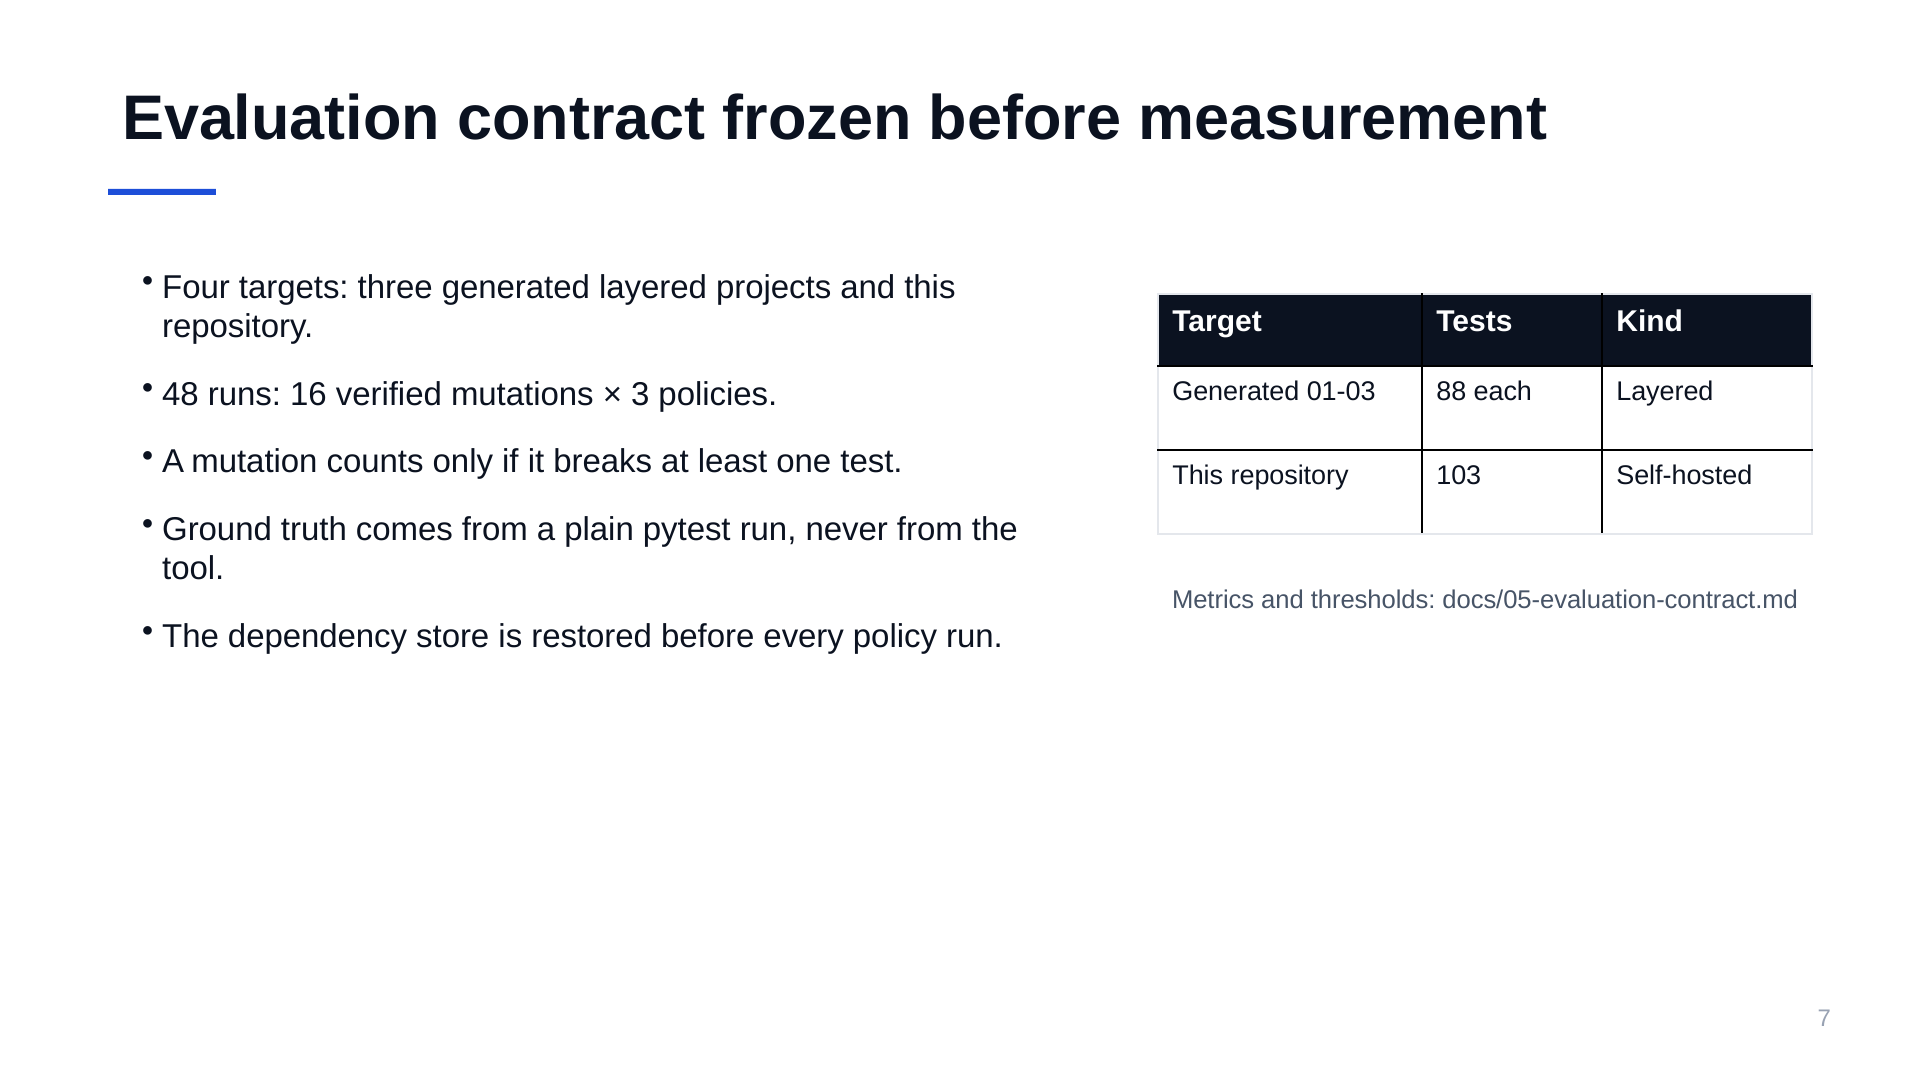 Evaluation contract frozen before measurement
• Four targets: three generated layered projects and this
repository.
• 48 runs: 16 verified mutations × 3 policies.
• A mutation counts only if it breaks at least one test.
• Ground truth comes from a plain pytest run, never from the
tool.
• The dependency store is restored before every policy run.
Target Tests Kind
Generated 01-03 88 each Layered
This repository 103 Self-hosted
Metrics and thresholds: docs/05-evaluation-contract.md
7